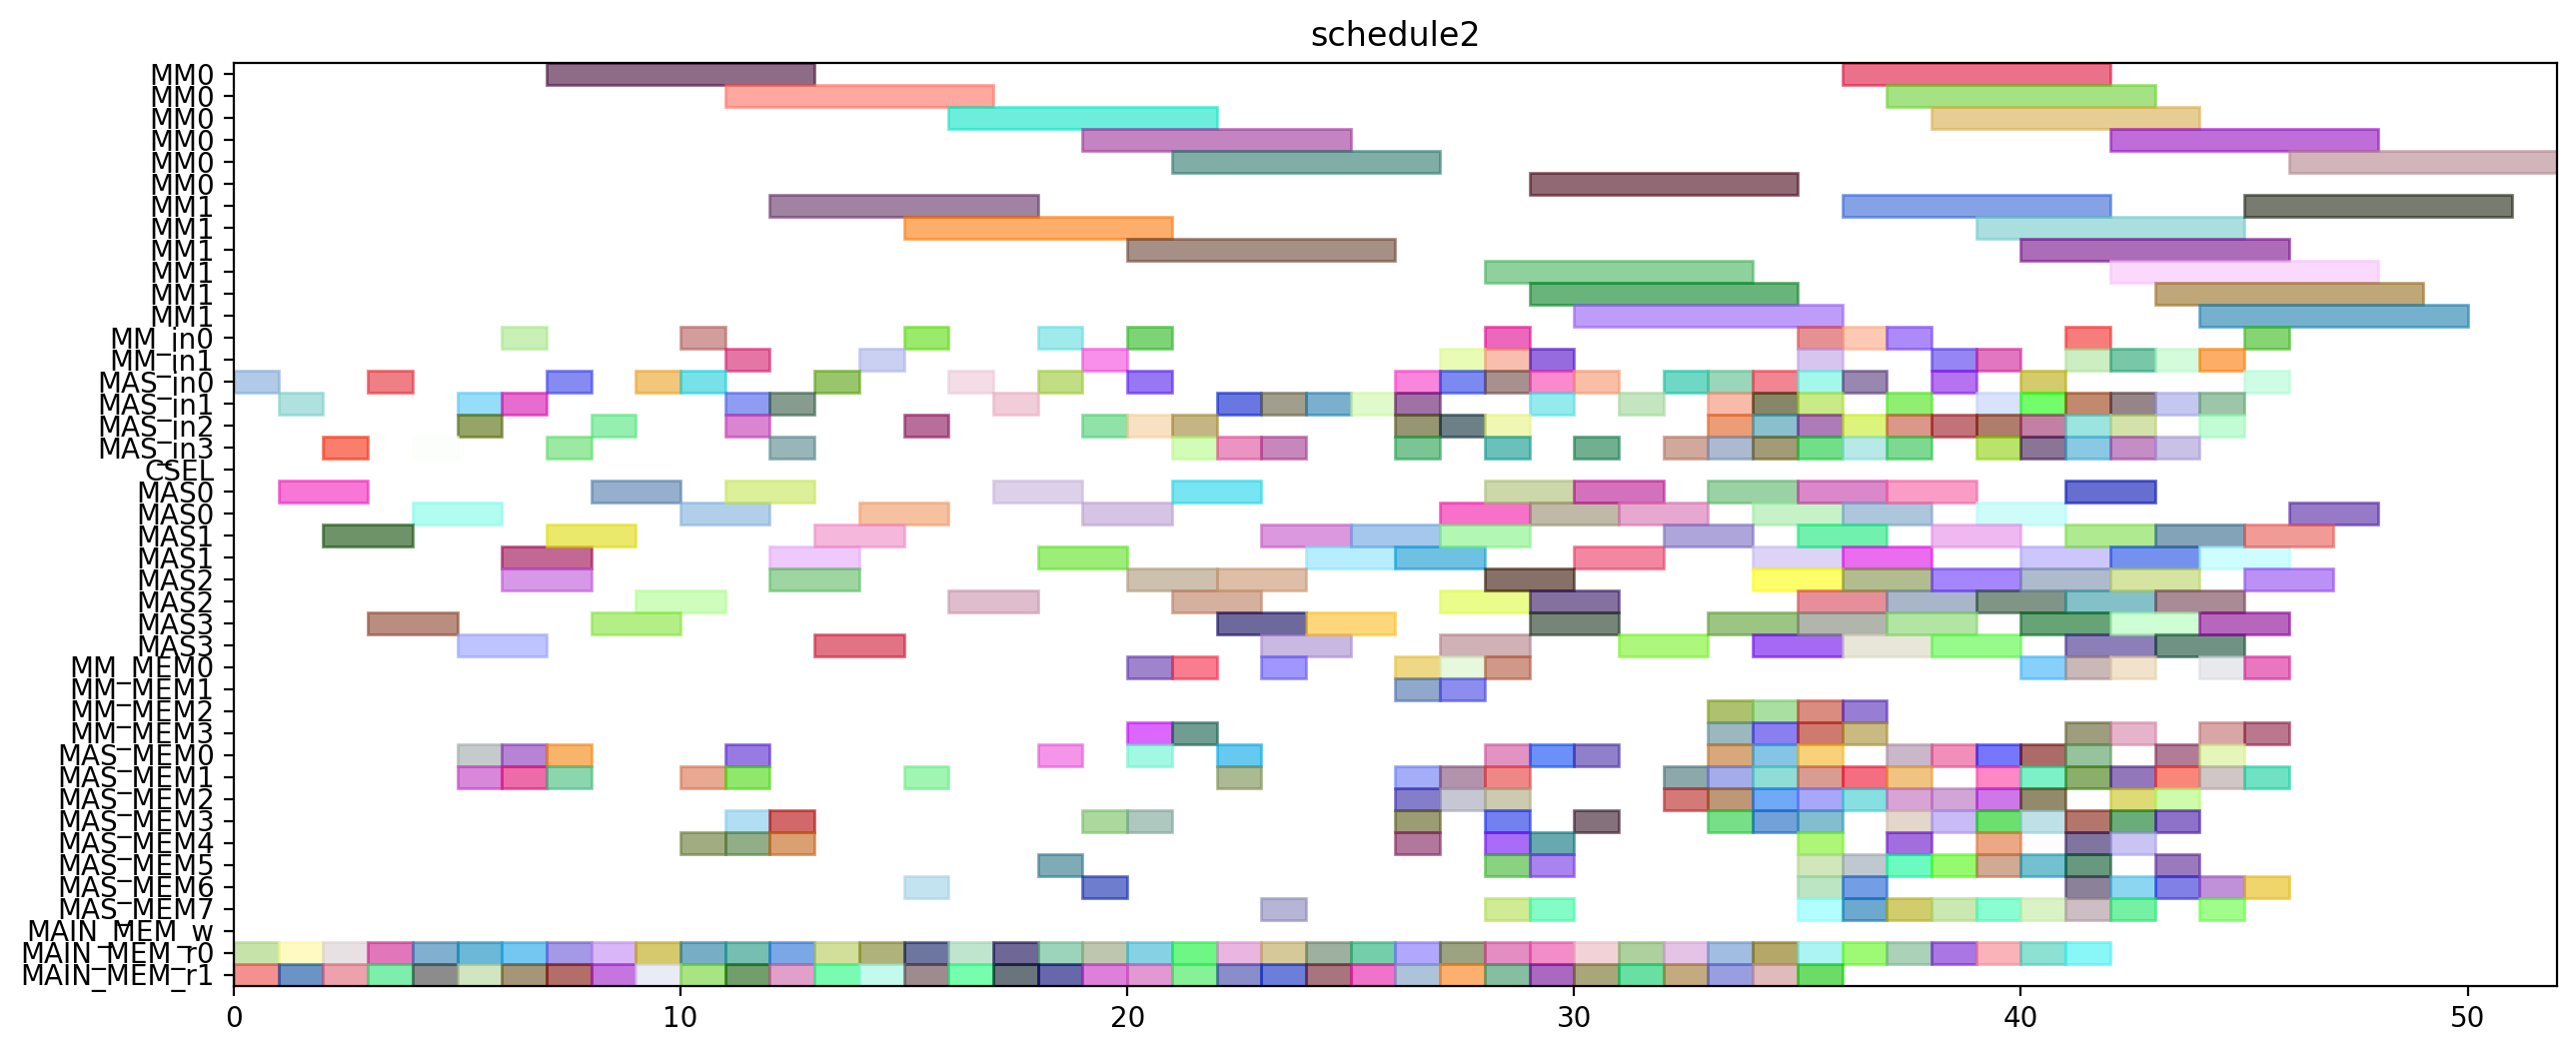 schedule2
MM0
MM0
MM0
MM0
MM0
MM0
MM1
MM1
MM1
MM1
MM1
MM1
MM_in0
MM_in1
MAS_in0
MAS_in1
MAS_in2
MAS_in3
CSEL
MAS0
MAS0
MAS1
MAS1
MAS2
MAS2
MAS3
MAS3
MM_MEM0
MM_MEM1
MM_MEM2
MM_MEM3
MAS_MEM0
MAS_MEM1
MAS_MEM2
MAS_MEM3
MAS_MEM4
MAS_MEM5
MAS_MEM6
MAS_MEM7
MAIN_MEM_w
MAIN_MEM_r0
MAIN_MEM_r1
0 10 20 30 40 50